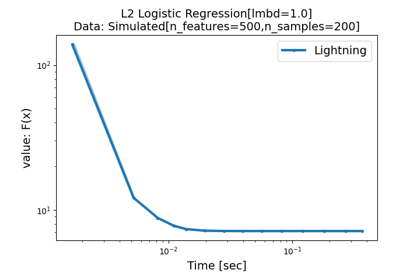 L2 Logistic Regression[lmbd=1.0]
Data: Simulated[n_features=500,n_samples=200]
Lightning
value: F(x)
10²
10¹
10⁻²
10⁻¹
Time [sec]